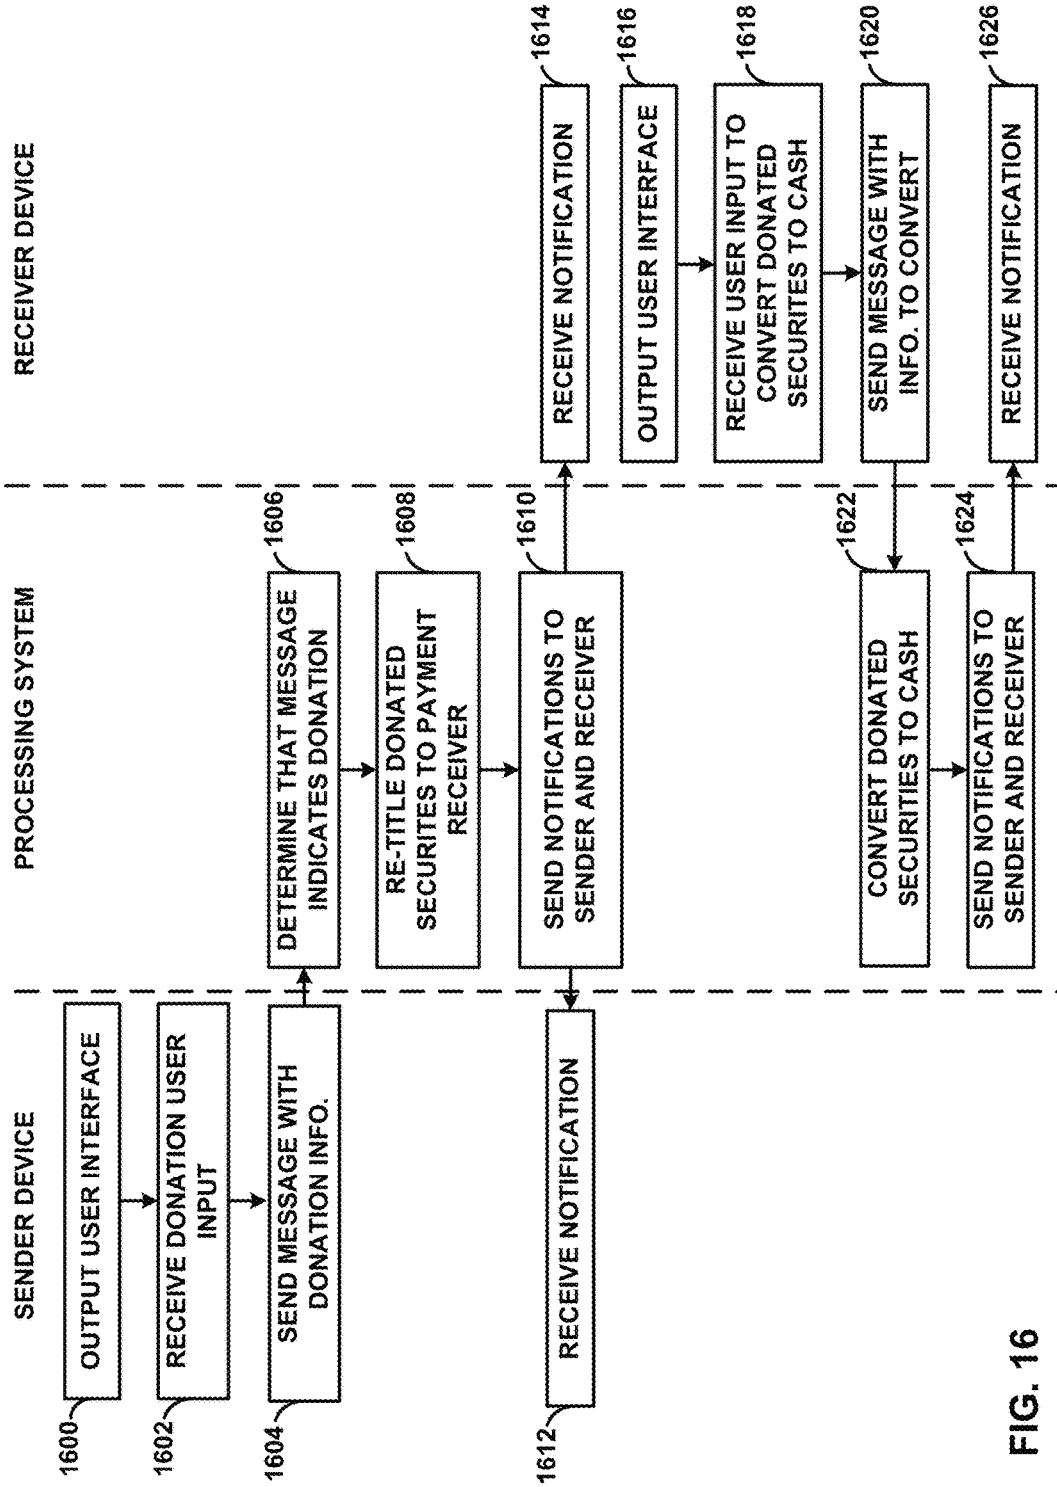 SENDER DEVICE
PROCESSING SYSTEM
RECEIVER DEVICE
1600
OUTPUT USER INTERFACE
1602
RECEIVE DONATION USER
INPUT
1604
SEND MESSAGE WITH
DONATION INFO.
1606
DETERMINE THAT MESSAGE
INDICATES DONATION
1608
RE-TITLE DONATED
SECURITES TO PAYMENT
RECEIVER
1610
SEND NOTIFICATIONS TO
SENDER AND RECEIVER
1612
RECEIVE NOTIFICATION
1614
RECEIVE NOTIFICATION
1616
OUTPUT USER INTERFACE
1618
RECEIVE USER INPUT TO
CONVERT DONATED
SECURITES TO CASH
1620
SEND MESSAGE WITH
INFO. TO CONVERT
1622
CONVERT DONATED
SECURITIES TO CASH
1624
SEND NOTIFICATIONS TO
SENDER AND RECEIVER
1626
RECEIVE NOTIFICATION
FIG. 16